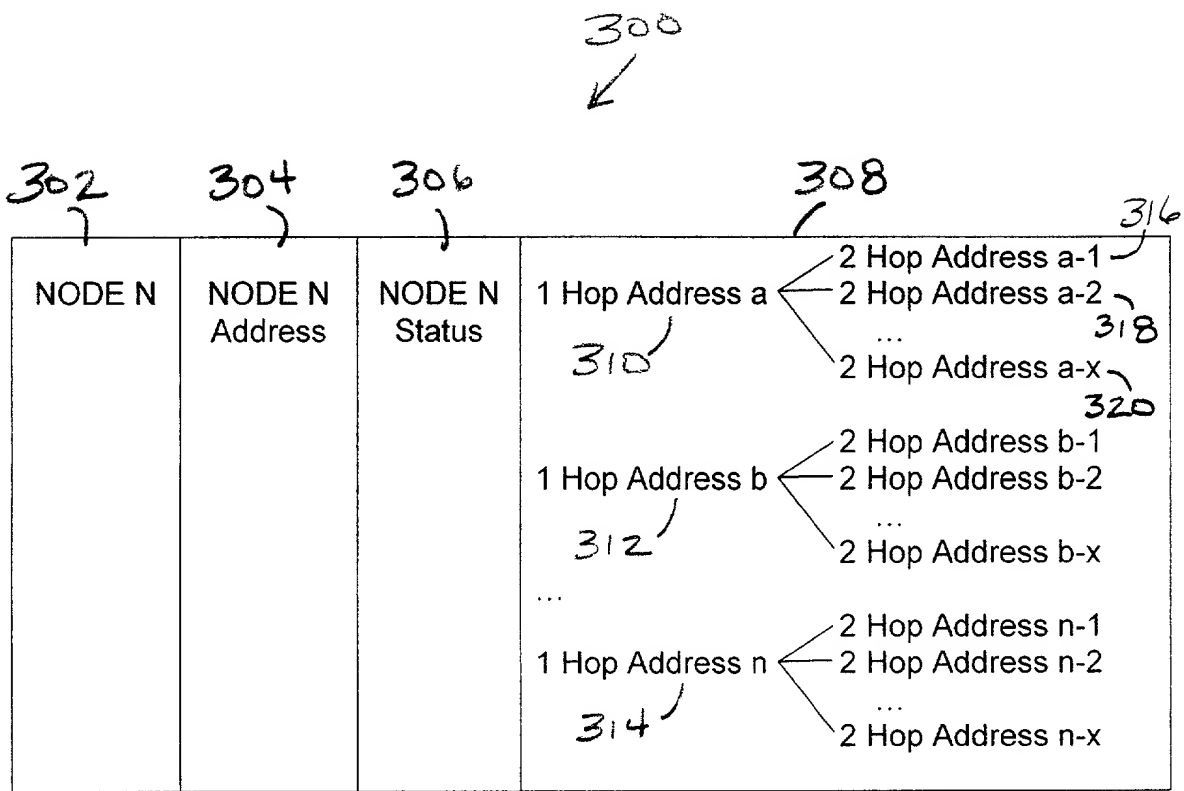 300
302 304 306 308
316
2 Hop Address a-1
NODE N NODE N NODE N 1 Hop Address a 2 Hop Address a-2
Address Status
318
310
...
2 Hop Address a-x
320
2 Hop Address b-1
1 Hop Address b 2 Hop Address b-2
...
312
2 Hop Address b-x
...
2 Hop Address n-1
1 Hop Address n 2 Hop Address n-2
...
314
2 Hop Address n-x